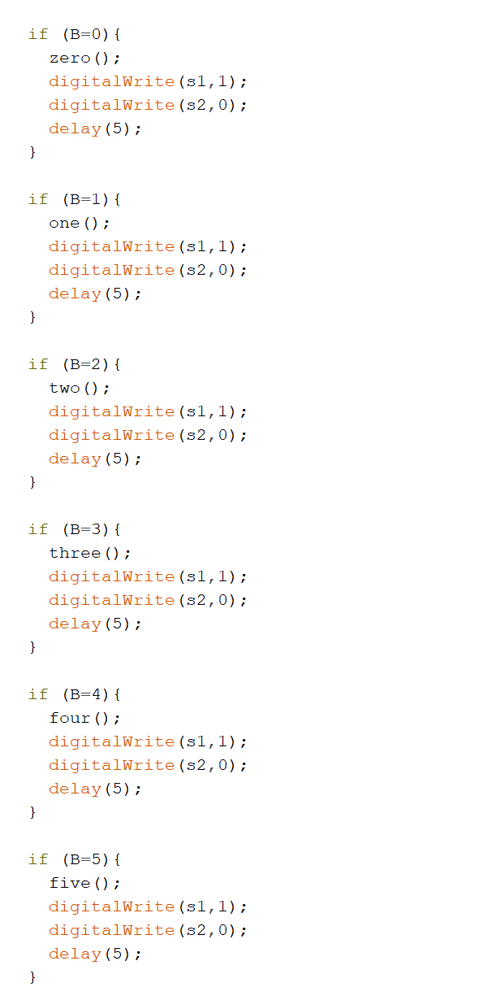 if (B=0){
zero();
digitalWrite(s1,1);
digitalWrite(s2,0);
delay(5);
}
if (B=1){
one();
digitalWrite(s1,1);
digitalWrite(s2,0);
delay(5);
}
if (B=2){
two();
digitalWrite(s1,1);
digitalWrite(s2,0);
delay(5);
}
if (B=3){
three();
digitalWrite(s1,1);
digitalWrite(s2,0);
delay(5);
}
if (B=4){
four();
digitalWrite(s1,1);
digitalWrite(s2,0);
delay(5);
}
if (B=5){
five();
digitalWrite(s1,1);
digitalWrite(s2,0);
delay(5);
}